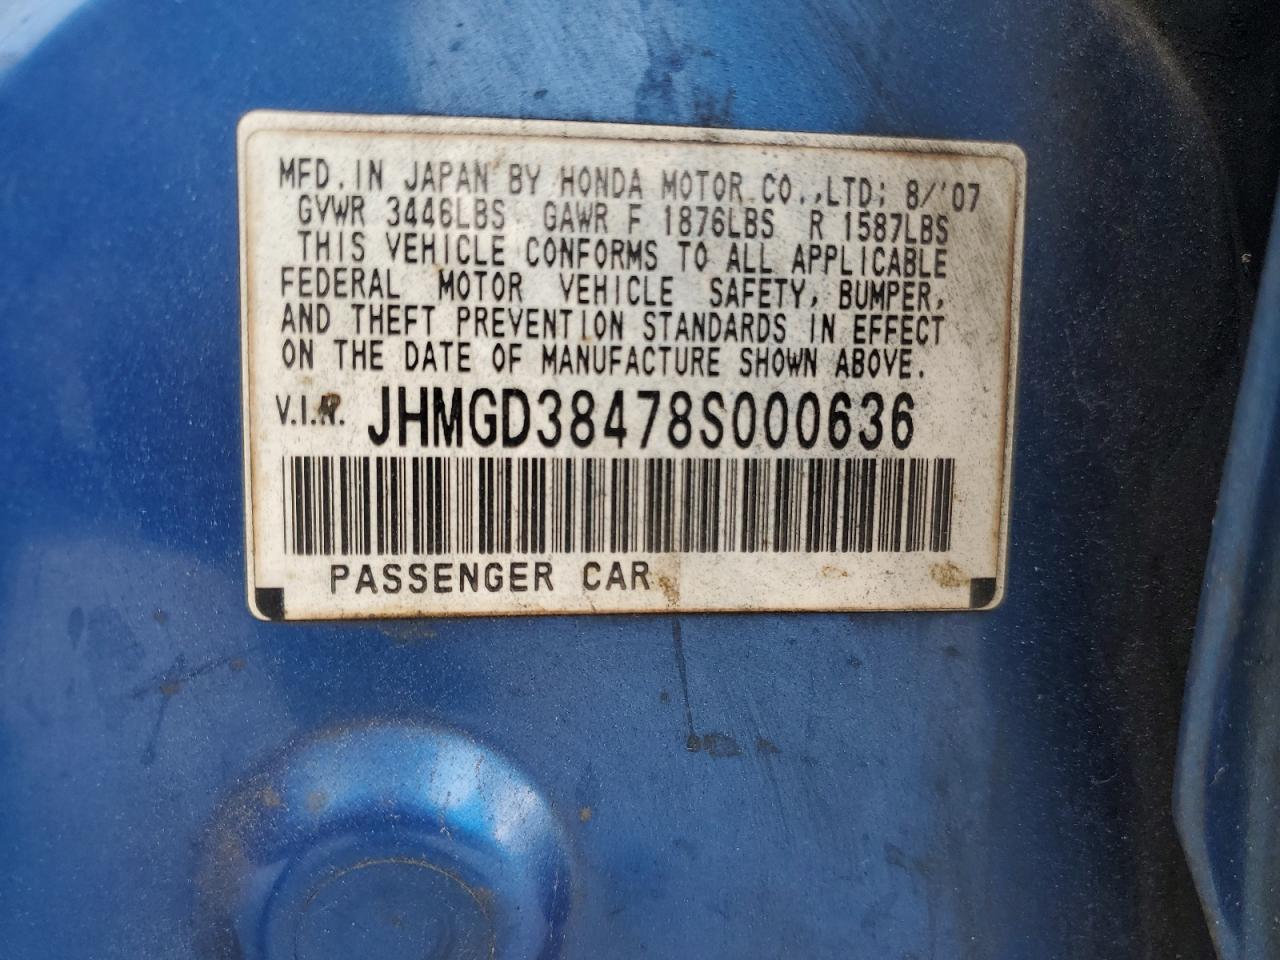 MFD. IN JAPAN BY HONDA MOTOR CO., LTD; 8/'07
GVWR 3446LBS GAWR F 1876LBS R 1587LBS
THIS VEHICLE CONFORMS TO ALL APPLICABLE
FEDERAL MOTOR VEHICLE SAFETY, BUMPER,
AND THEFT PREVENTION STANDARDS IN EFFECT
ON THE DATE OF MANUFACTURE SHOWN ABOVE.
V.I.N. JHMGD38478S000636
PASSENGER CAR